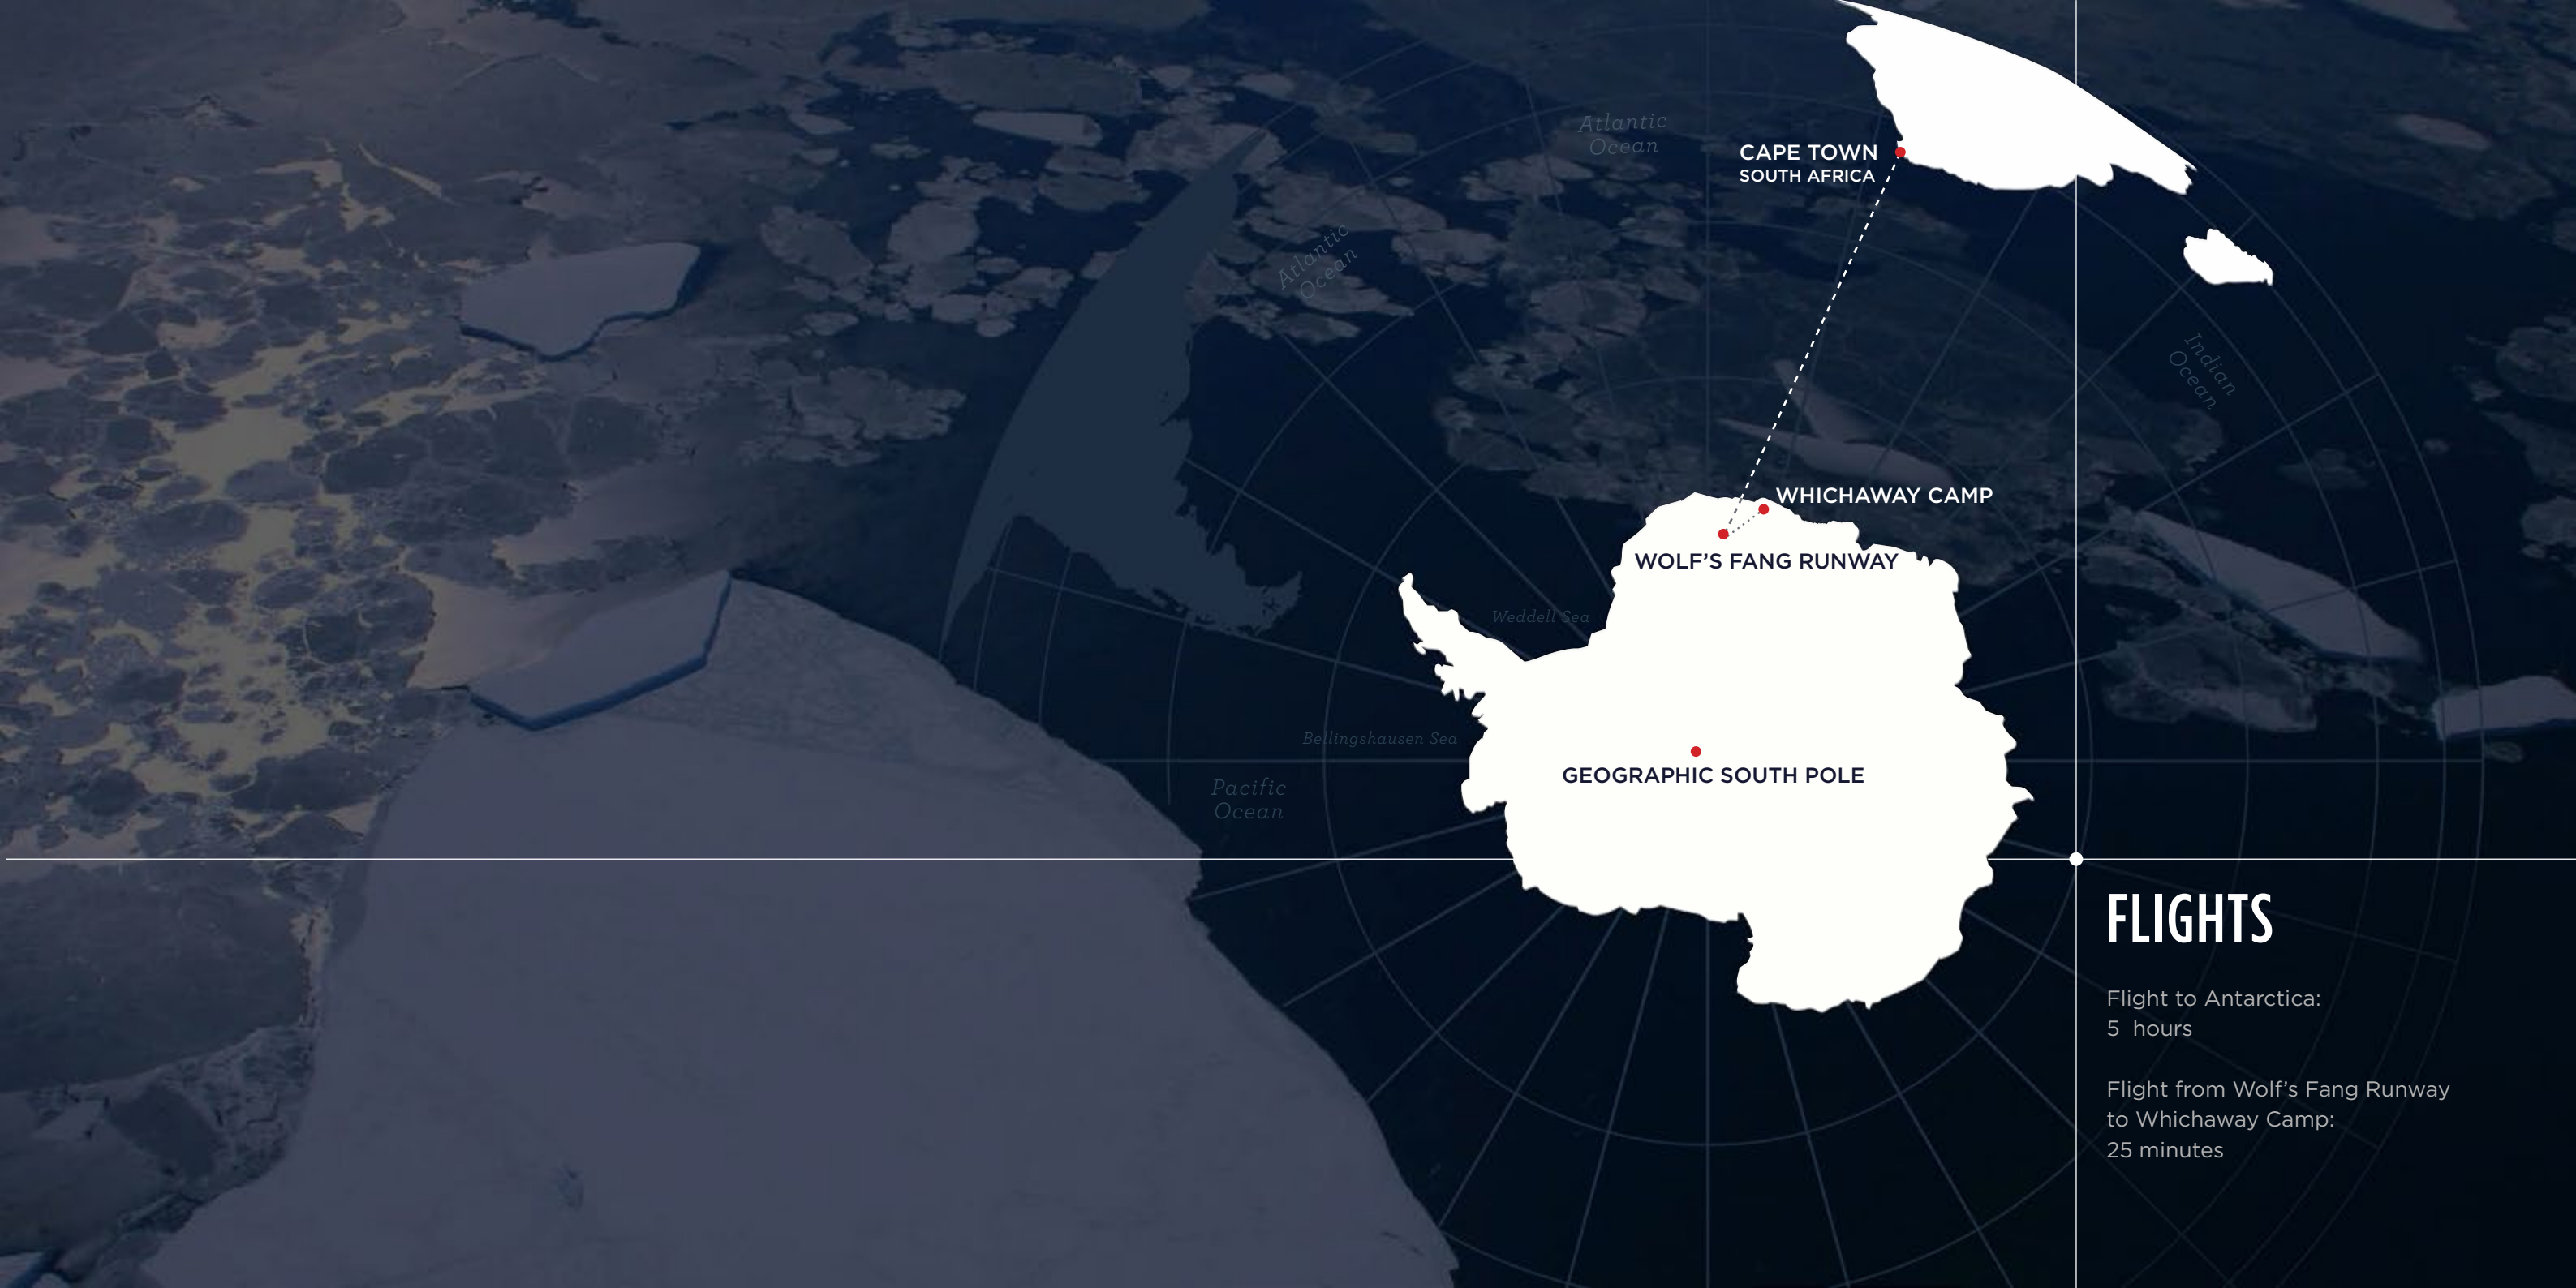 Atlantic
Ocean
CAPE TOWN
SOUTH AFRICA
Atlantic
Ocean
Indian
Ocean
WHICHAWAY CAMP
WOLF’S FANG RUNWAY
Weddell Sea
Bellingshausen Sea
GEOGRAPHIC SOUTH POLE
Pacific
Ocean
FLIGHTS
Flight to Antarctica:
5 hours
Flight from Wolf’s Fang Runway
to Whichaway Camp:
25 minutes